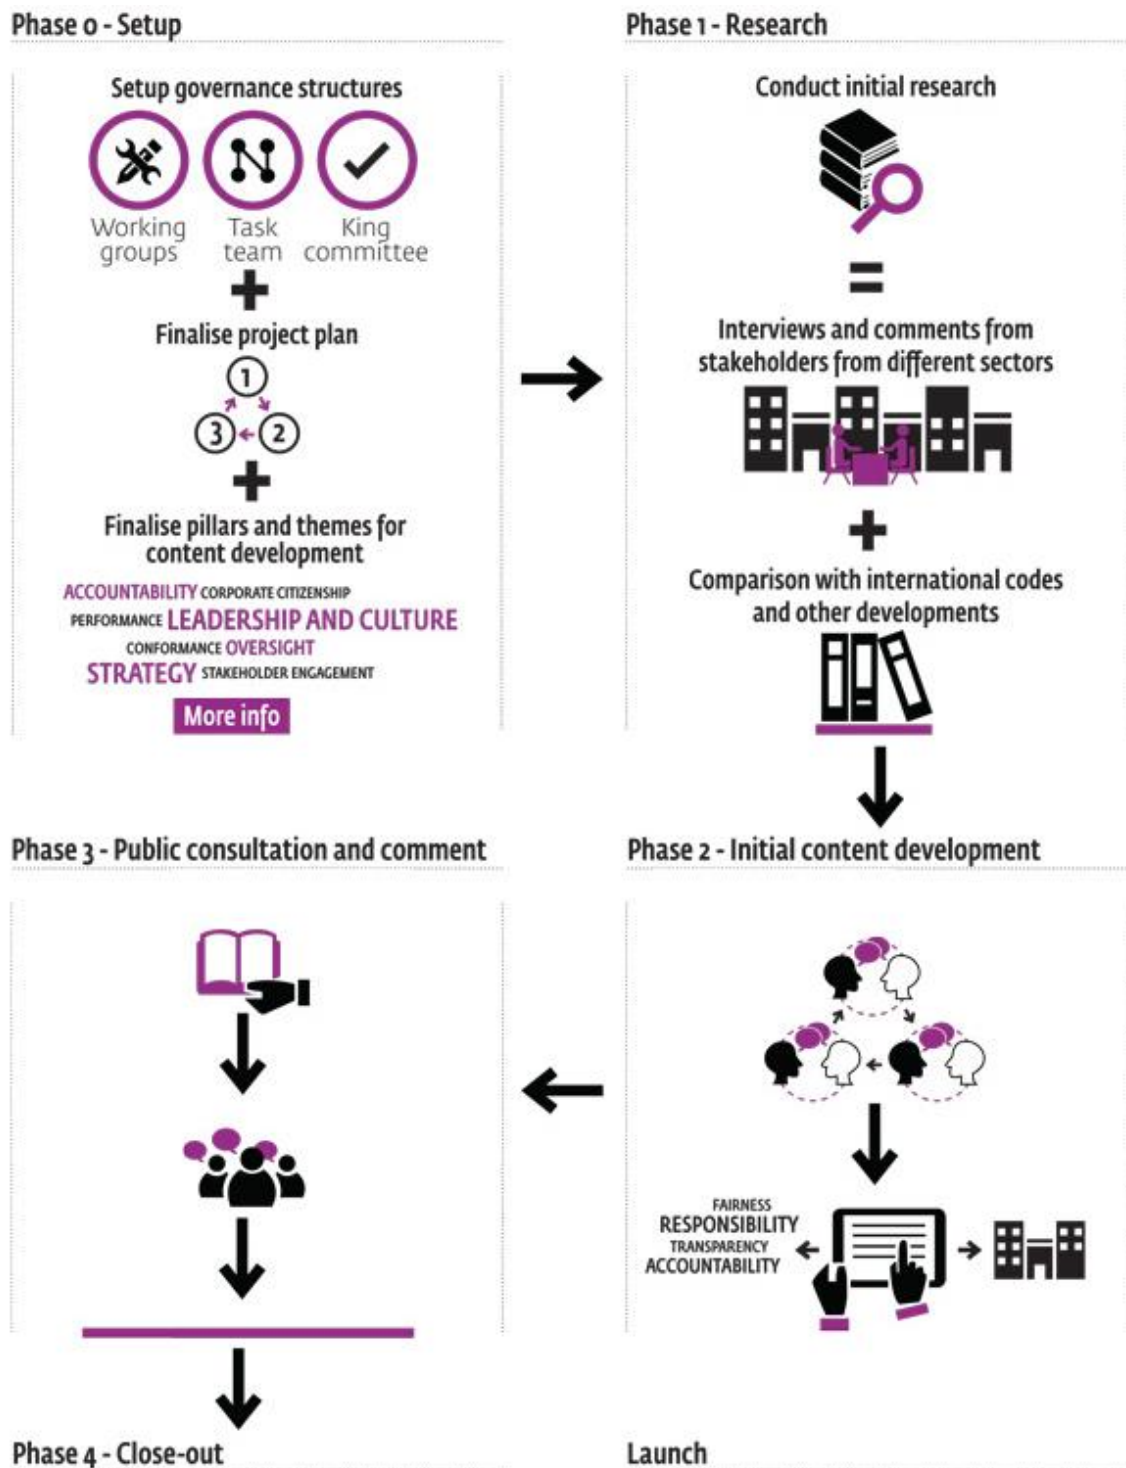 Phase 0 - Setup
Setup governance structures
Working
groups
Task
team
King
committee
Finalise project plan
1
3
2
Finalise pillars and themes for
content development
ACCOUNTABILITY CORPORATE CITIZENSHIP
PERFORMANCE LEADERSHIP AND CULTURE
CONFORMANCE OVERSIGHT
STRATEGY STAKEHOLDER ENGAGEMENT
More info
Phase 1 - Research
Conduct initial research
Interviews and comments from
stakeholders from different sectors
Comparison with international codes
and other developments
Phase 2 - Initial content development
FAIRNESS
RESPONSIBILITY
TRANSPARENCY
ACCOUNTABILITY
Phase 3 - Public consultation and comment
Phase 4 - Close-out
Launch